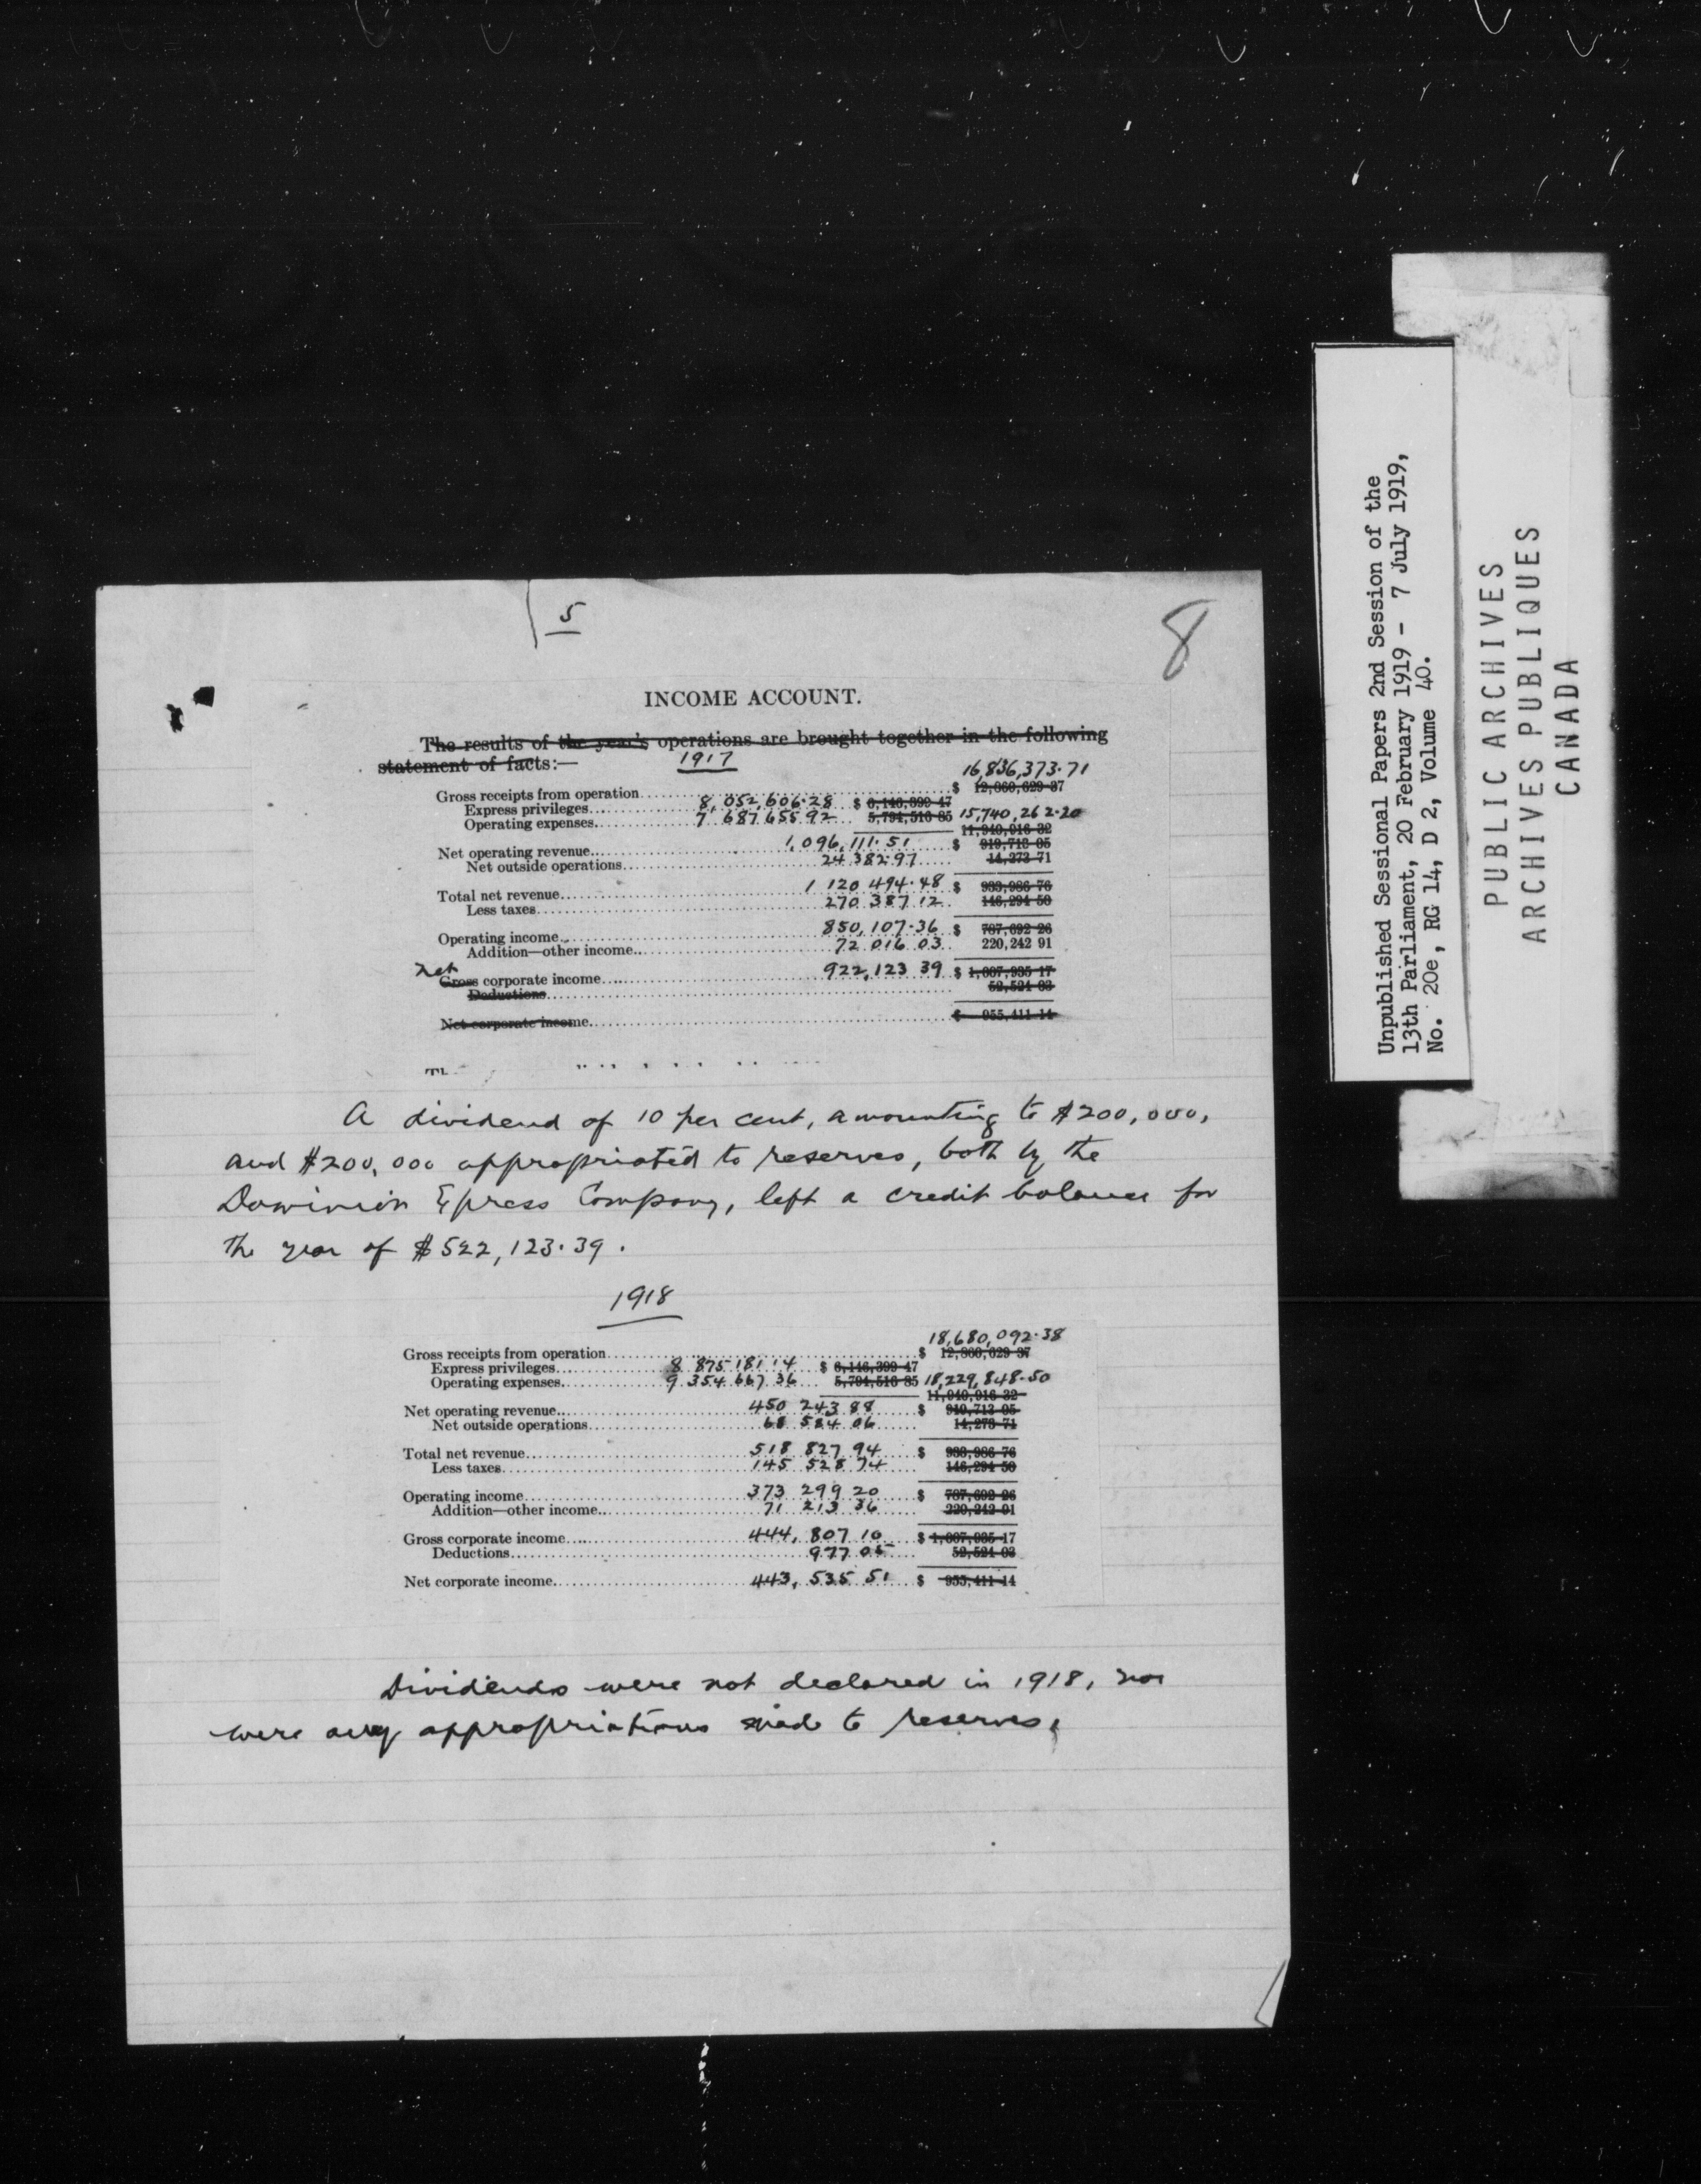 5
8
INCOME ACCOUNT.
The results of the year's operations are brought together in the following
statement of facts:—
1917
16,836,373.71
Gross receipts from operation $ 12,860,629 37
Express privileges 8,052,606.28 $ 6,146,399 47
Operating expenses 7 687 655 92 5,794,516 85 15,740,262.20
11,940,916 32
Net operating revenue 1,096,111.51 $ 919,713 05
Net outside operations 24 382.97 14,273 71
Total net revenue 1 120 494.48 $ 933,986 76
Less taxes 270 387 12 146,294 50
Operating income 850,107.36 $ 787,692 26
Addition—other income 72 016 03 220,242 91
net
Gross corporate income 922,123 39 $ 1,007,935 17
Deductions 52,524 03
Net corporate income $ 955,411 14
A dividend of 10 per cent, amounting to $200,000,
and $200,000 appropriated to reserves, both by the
Dominion Epress Company, left a credit balance for
the year of $522,123.39.
1918
18,680,092.38
Gross receipts from operation $ 12,860,629 37
Express privileges 8 875 181 14 $ 6,146,399 47
Operating expenses 9 354 667 36 5,794,516 85 18,229,848.50
11,940,916 32
Net operating revenue 450 243 88 $ 919,713 05
Net outside operations 68 584 06 14,273 71
Total net revenue 518 827 94 $ 933,986 76
Less taxes 145 528 74 146,294 50
Operating income 373 299 20 $ 787,692 26
Addition—other income 71 213 36 220,242 91
Gross corporate income 444,807 10 $ 1,007,935 17
Deductions 977 05 52,524 03
Net corporate income 443,535 51 $ 955,411 14
Dividends were not declared in 1918, nor
were any appropriations made to reserves.
Unpublished Sessional Papers 2nd Session of the
13th Parliament, 20 February 1919 - 7 July 1919,
No. 20e, RG 14, D 2, Volume 40.
PUBLIC ARCHIVES
ARCHIVES PUBLIQUES
CANADA